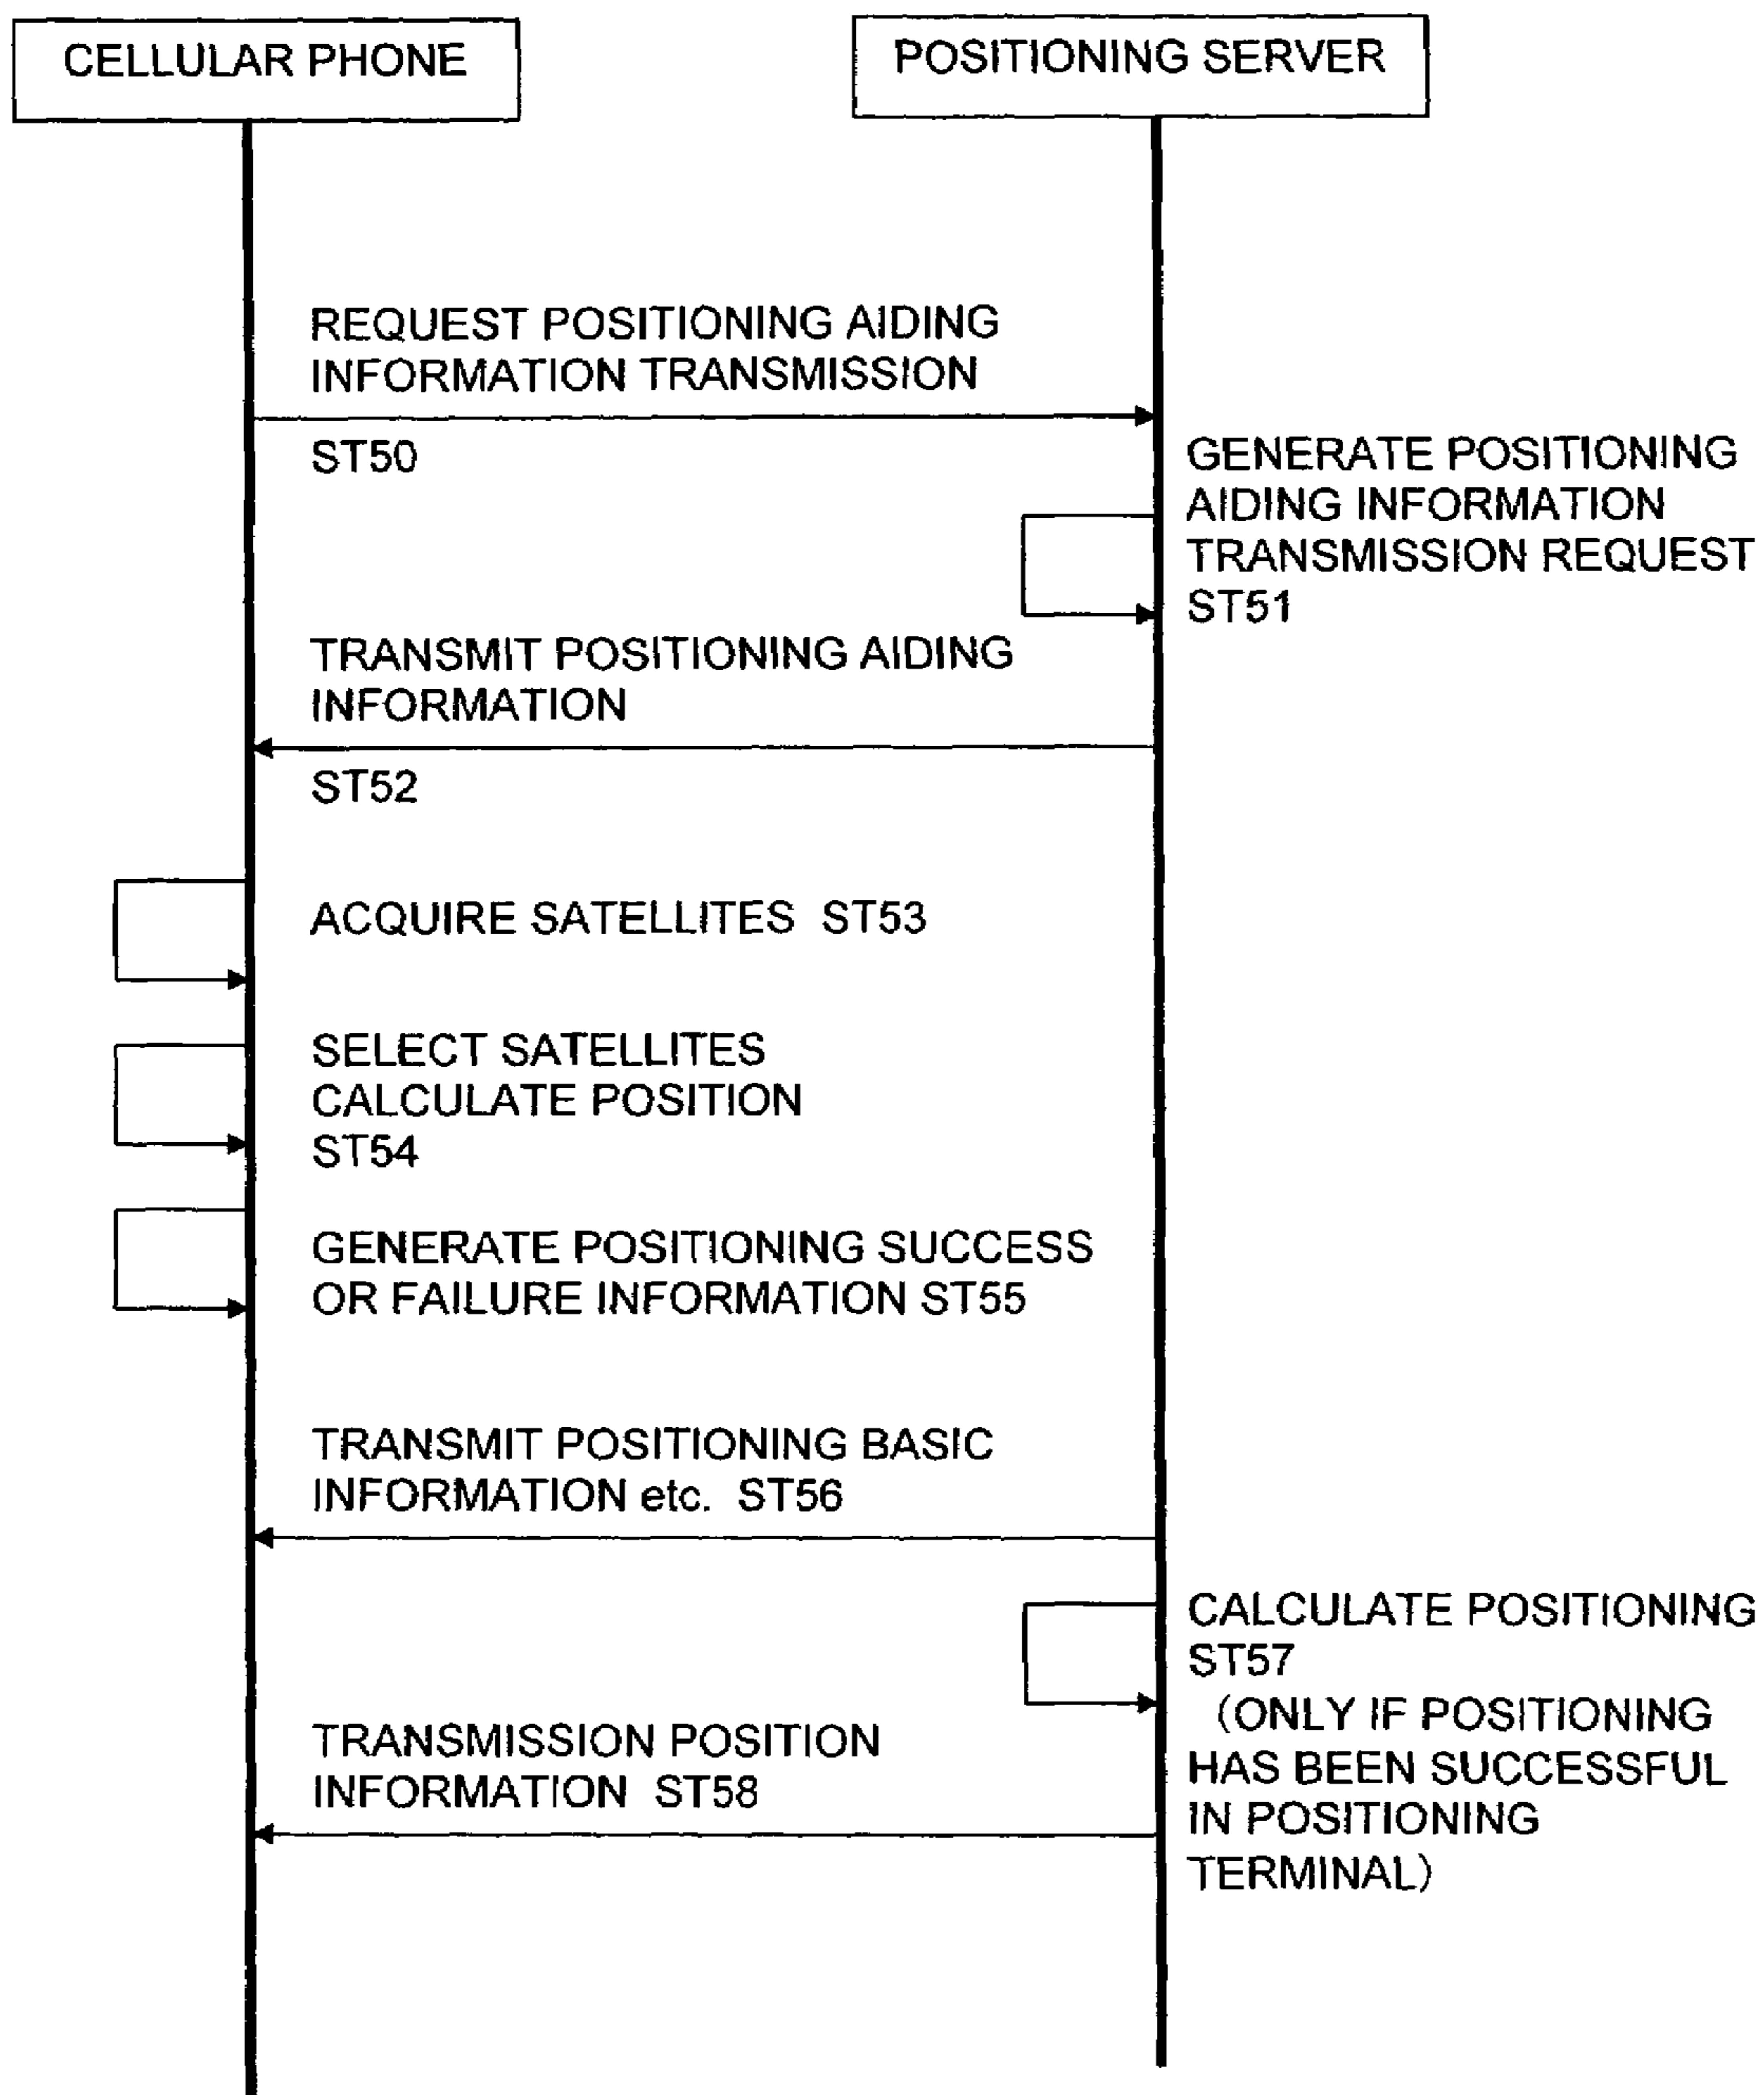 CELLULAR PHONE
POSITIONING SERVER
REQUEST POSITIONING AIDING
INFORMATION TRANSMISSION
ST50
GENERATE POSITIONING
AIDING INFORMATION
TRANSMISSION REQUEST
ST51
TRANSMIT POSITIONING AIDING
INFORMATION
ST52
ACQUIRE SATELLITES ST53
SELECT SATELLITES
CALCULATE POSITION
ST54
GENERATE POSITIONING SUCCESS
OR FAILURE INFORMATION ST55
TRANSMIT POSITIONING BASIC
INFORMATION etc. ST56
CALCULATE POSITIONING
ST57
(ONLY IF POSITIONING
HAS BEEN SUCCESSFUL
IN POSITIONING
TERMINAL)
TRANSMISSION POSITION
INFORMATION ST58